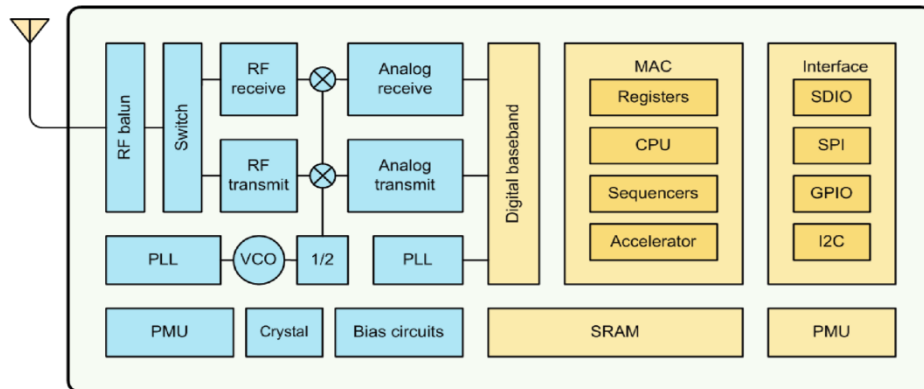 RF balun
Switch
RF
receive
Analog
receive
RF
transmit
Analog
transmit
PLL
VCO
1/2
PLL
Digital baseband
MAC
Registers
CPU
Sequencers
Accelerator
Interface
SDIO
SPI
GPIO
I2C
PMU
Crystal
Bias circuits
SRAM
PMU